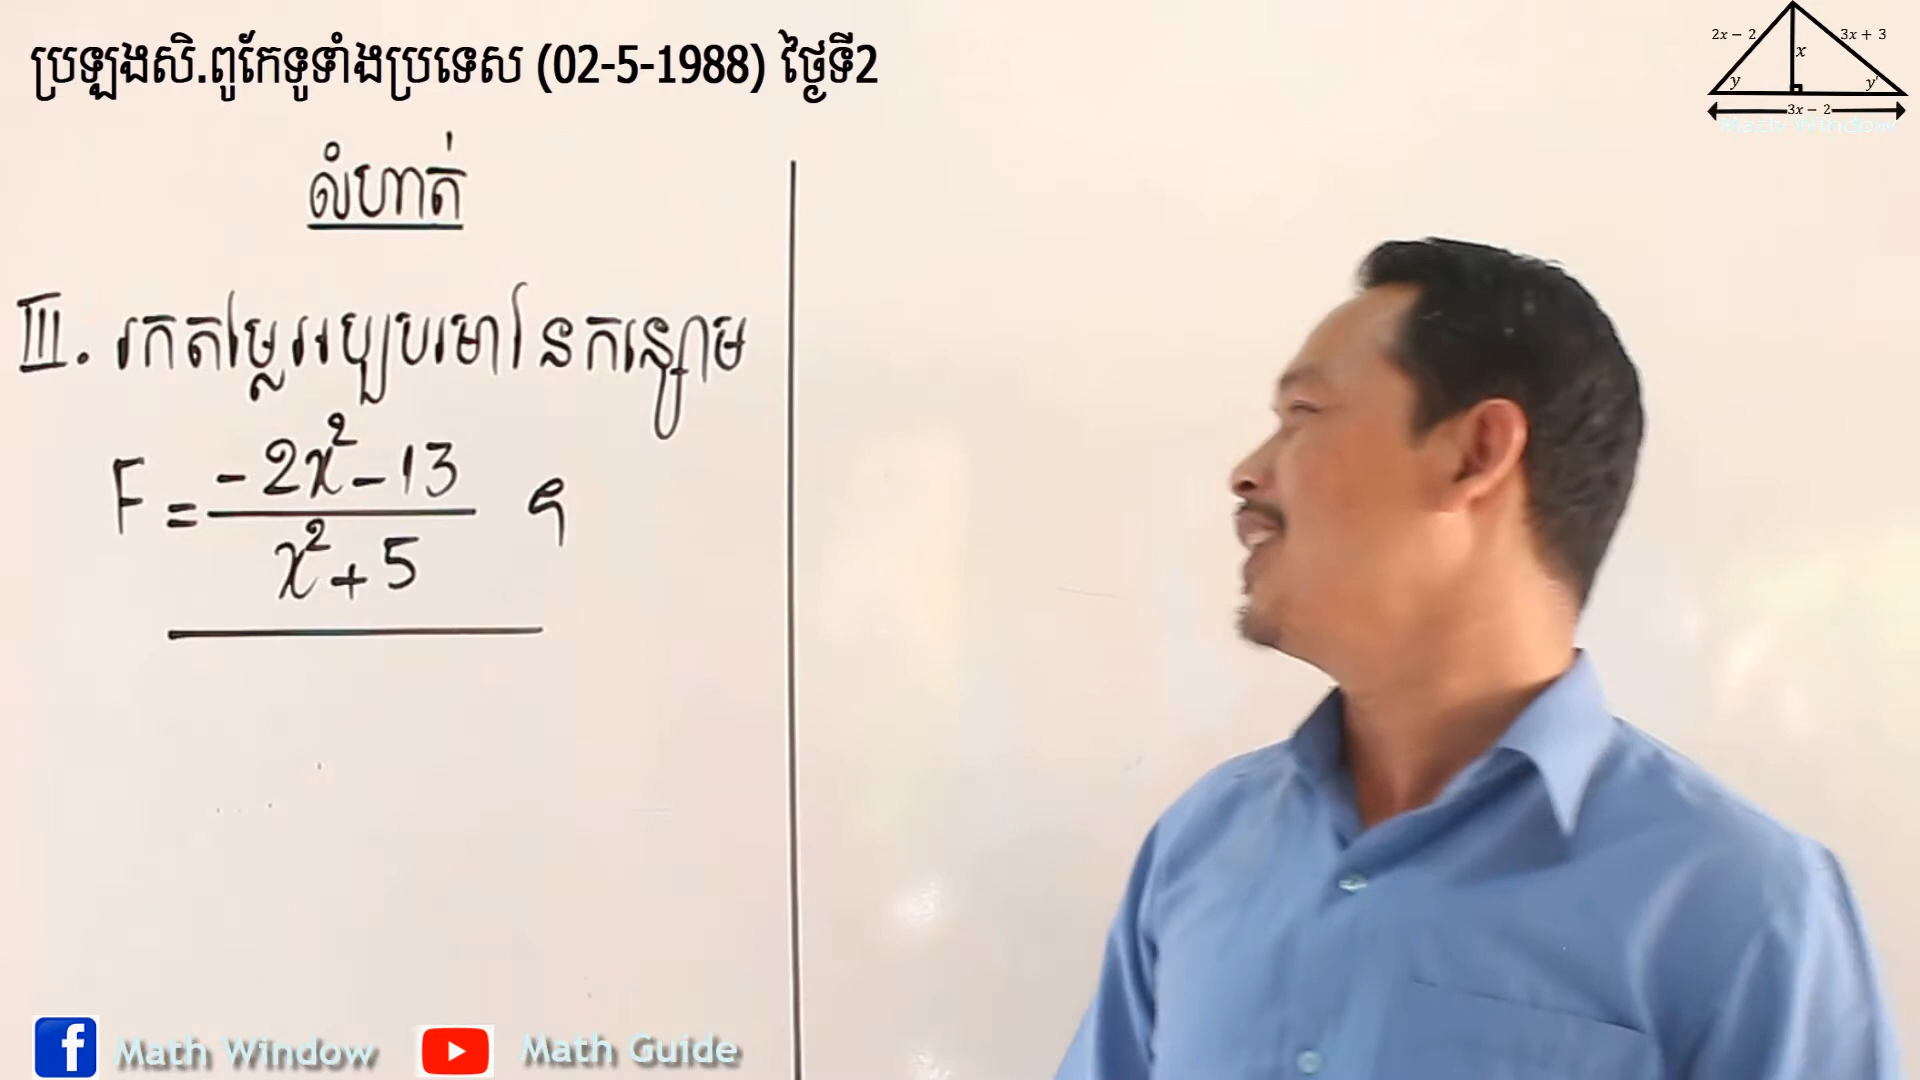 ប្រឡងសិ.ពូកែទូទាំងប្រទេស (02-5-1988) ថ្ងៃទី2
លំហាត់
III. រកតម្លៃអប្បបរមានៃកន្សោម
F = (-2x² - 13)/(x² + 5) ។
2x − 2
3x + 3
x
y
y'
3x − 2
Math Window
Math Window
Math Guide